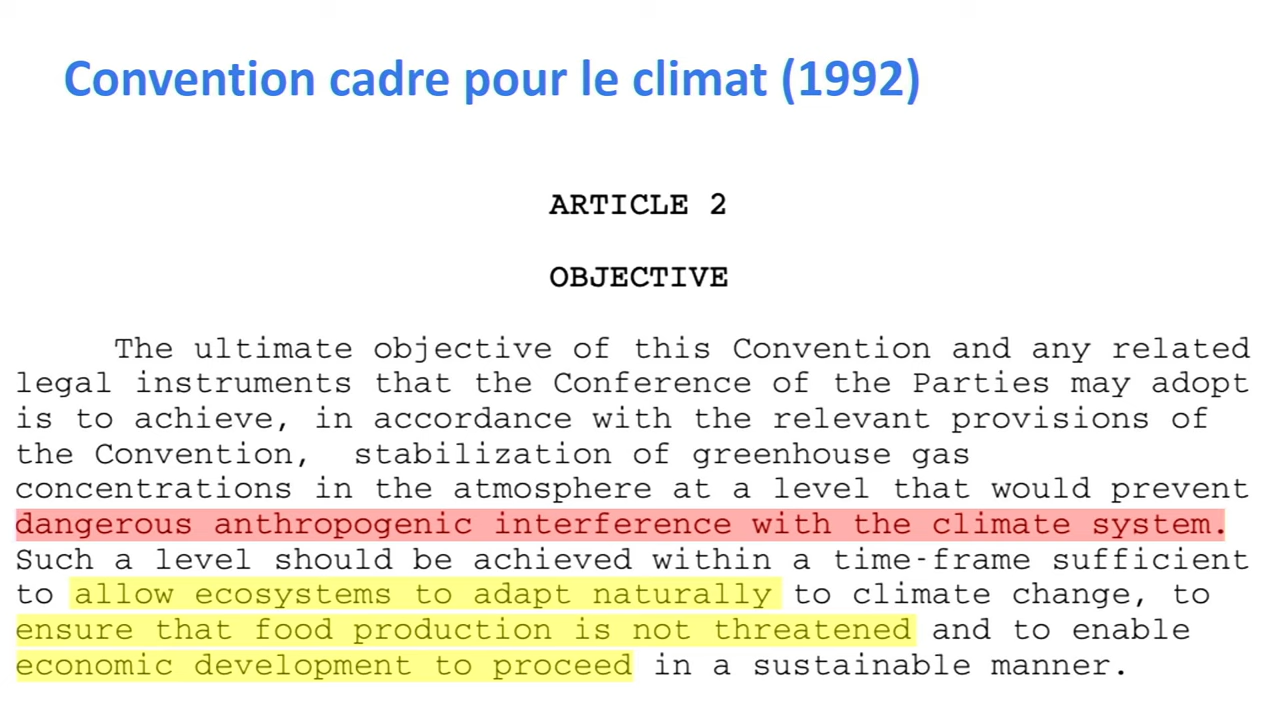 Convention cadre pour le climat (1992)
ARTICLE 2
OBJECTIVE
The ultimate objective of this Convention and any related
legal instruments that the Conference of the Parties may adopt
is to achieve, in accordance with the relevant provisions of
the Convention,  stabilization of greenhouse gas
concentrations in the atmosphere at a level that would prevent
dangerous anthropogenic interference with the climate system.
Such a level should be achieved within a time-frame sufficient
to allow ecosystems to adapt naturally to climate change, to
ensure that food production is not threatened and to enable
economic development to proceed in a sustainable manner.